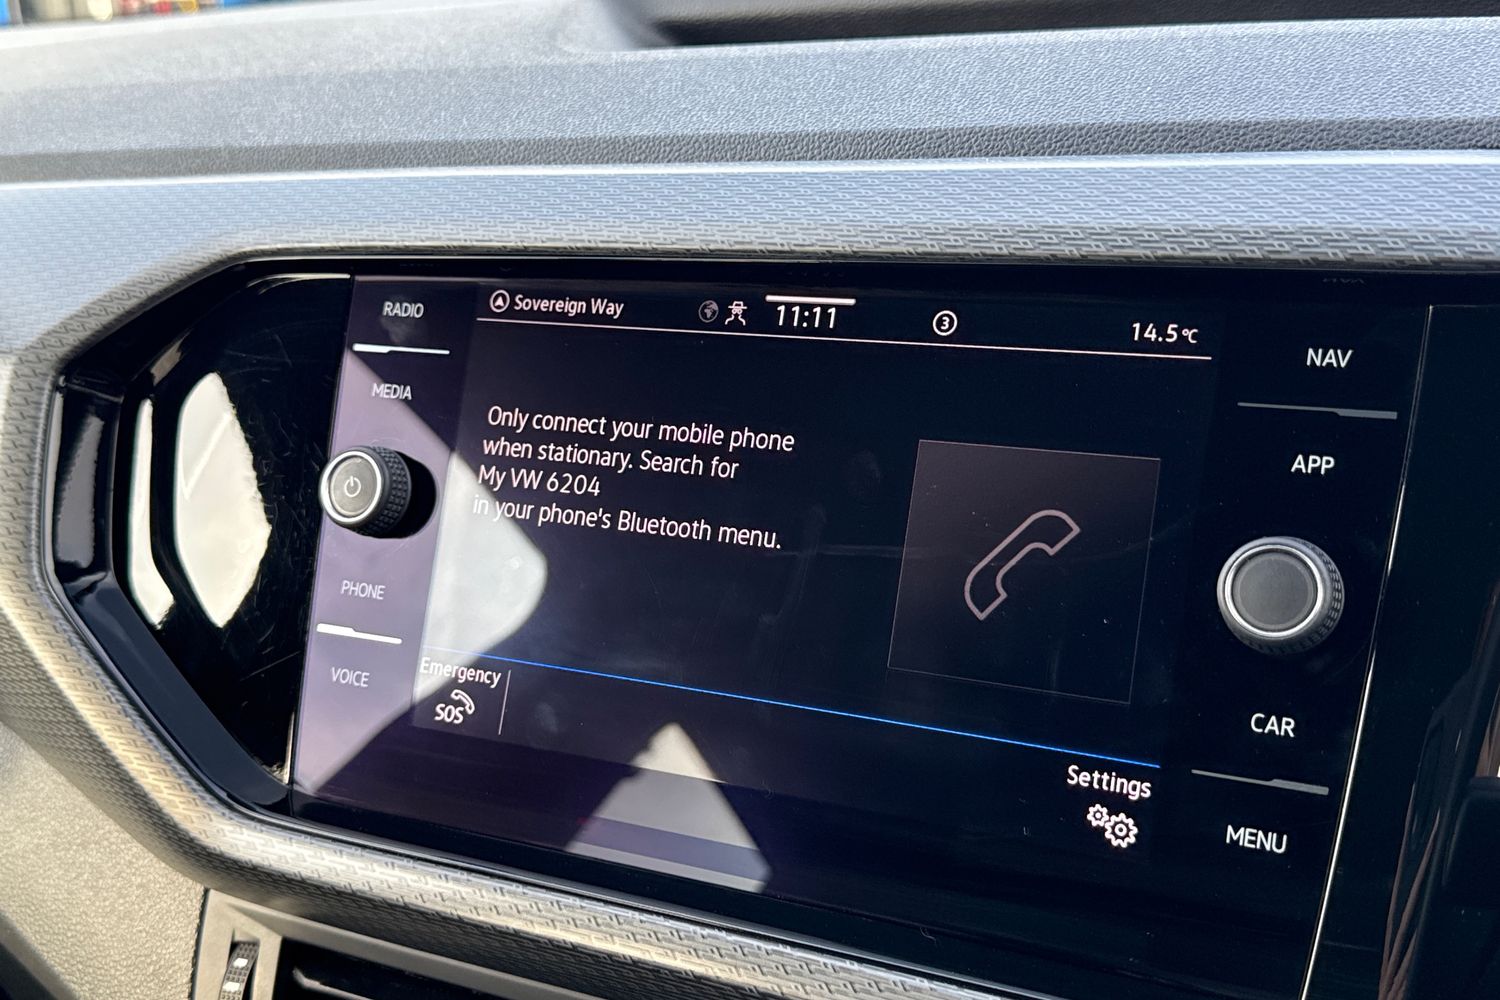 RADIO
MEDIA
PHONE
VOICE
Sovereign Way
11:11
3
14.5°C
Only connect your mobile phone
when stationary. Search for
My VW 6204
in your phone's Bluetooth menu.
Emergency
SOS
Settings
NAV
APP
CAR
MENU